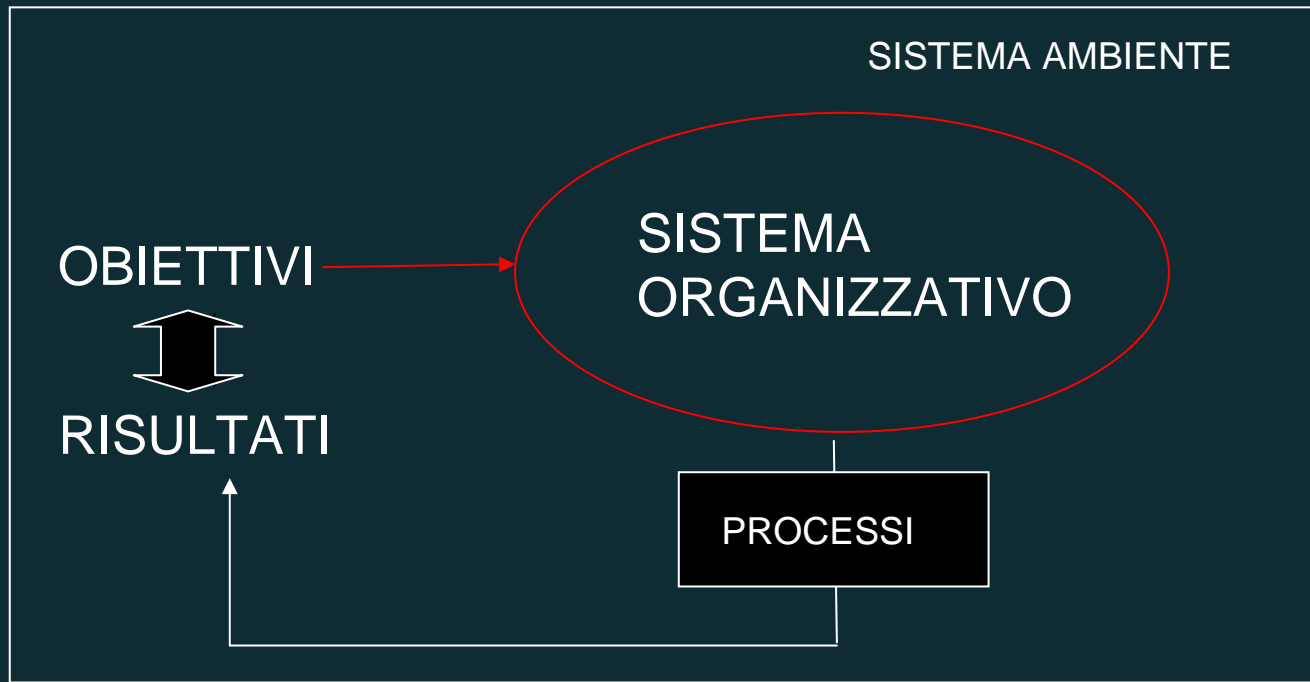 SISTEMA AMBIENTE
SISTEMA
ORGANIZZATIVO
OBIETTIVI
RISULTATI
PROCESSI